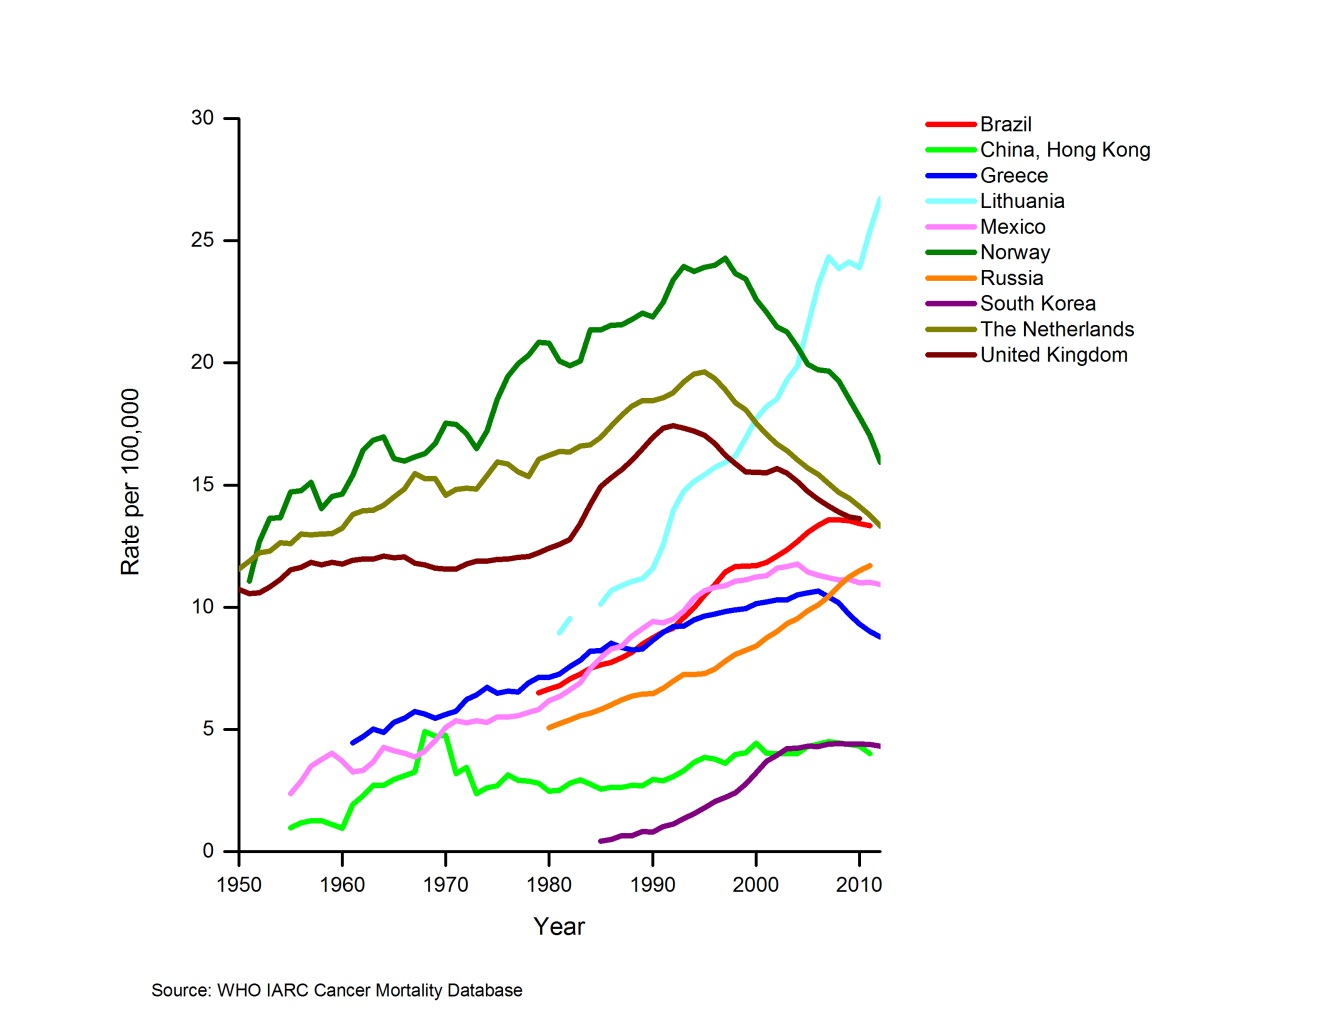 30
25
20
15
10
5
0
Rate per 100,000
1950 1960 1970 1980 1990 2000 2010
Year
Brazil
China, Hong Kong
Greece
Lithuania
Mexico
Norway
Russia
South Korea
The Netherlands
United Kingdom
Source: WHO IARC Cancer Mortality Database